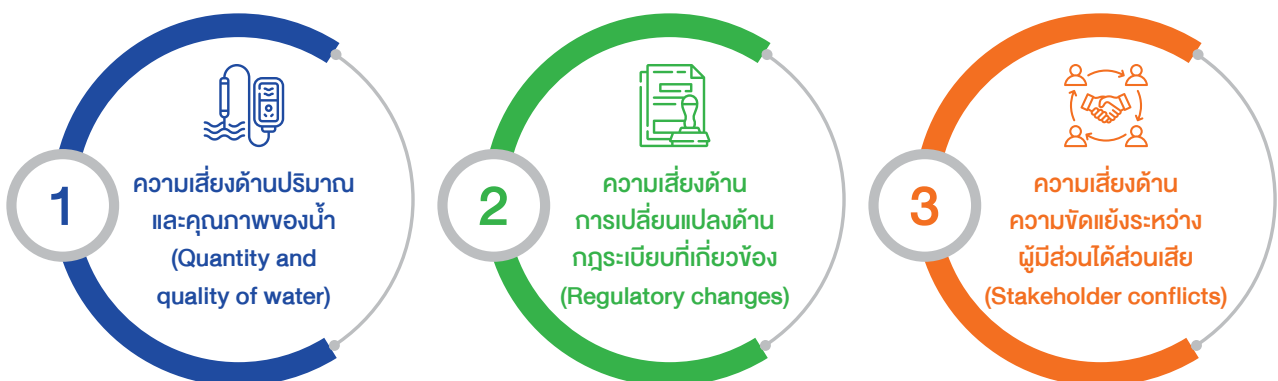 1
ความเสี่ยงด้านปริมาณ
และคุณภาพของน้ำ
(Quantity and
quality of water)
2
ความเสี่ยงด้าน
การเปลี่ยนแปลงด้าน
กฎระเบียบที่เกี่ยวข้อง
(Regulatory changes)
3
ความเสี่ยงด้าน
ความขัดแย้งระหว่าง
ผู้มีส่วนได้ส่วนเสีย
(Stakeholder conflicts)